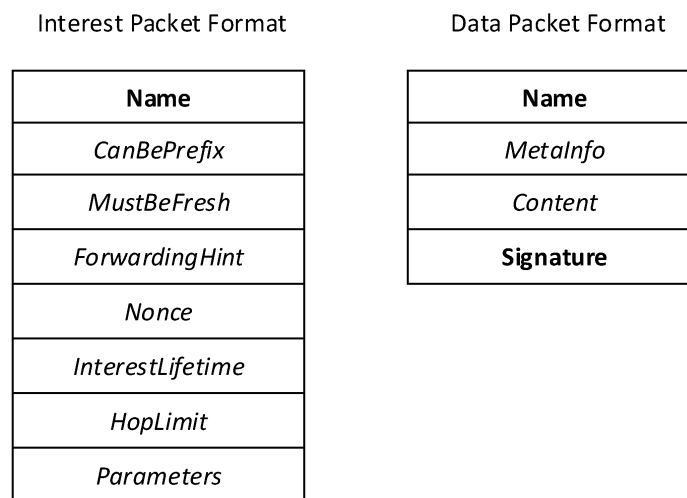 Interest Packet Format
Name
CanBePrefix
MustBeFresh
ForwardingHint
Nonce
InterestLifetime
HopLimit
Parameters
Data Packet Format
Name
MetaInfo
Content
Signature